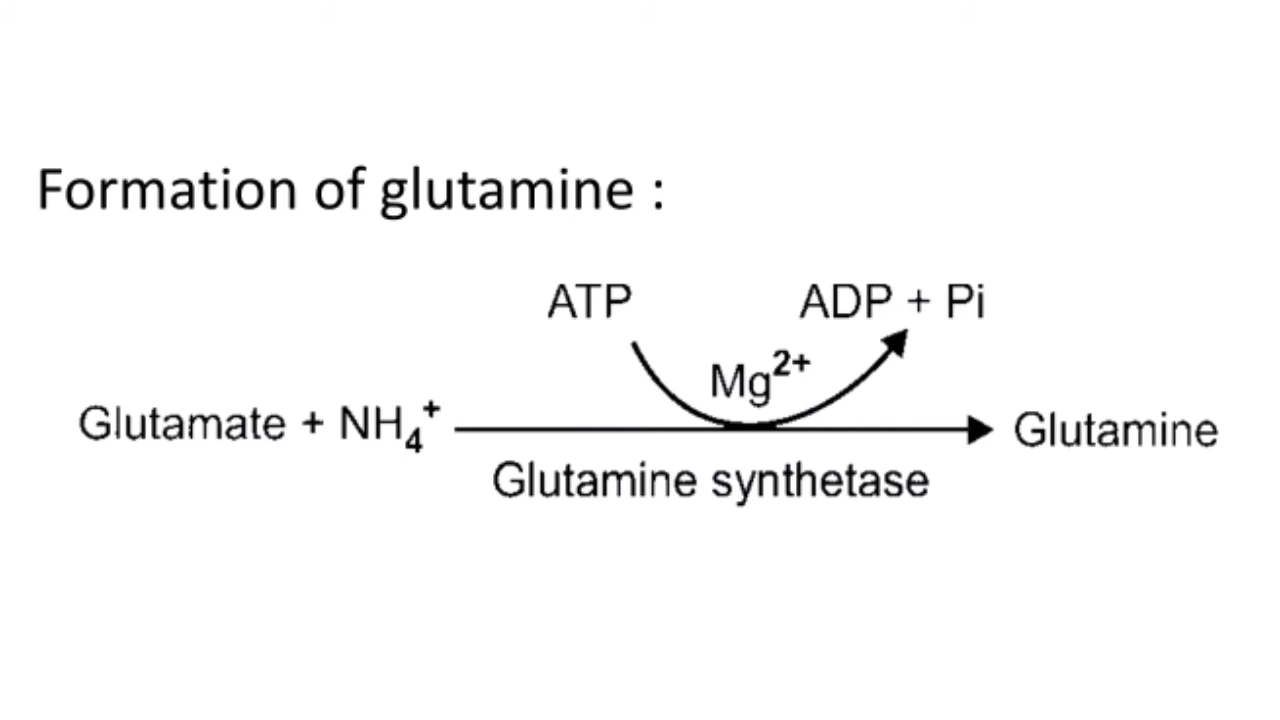 Formation of glutamine :
ATP ADP + Pi
Mg²⁺
Glutamate + NH₄⁺ Glutamine
Glutamine synthetase